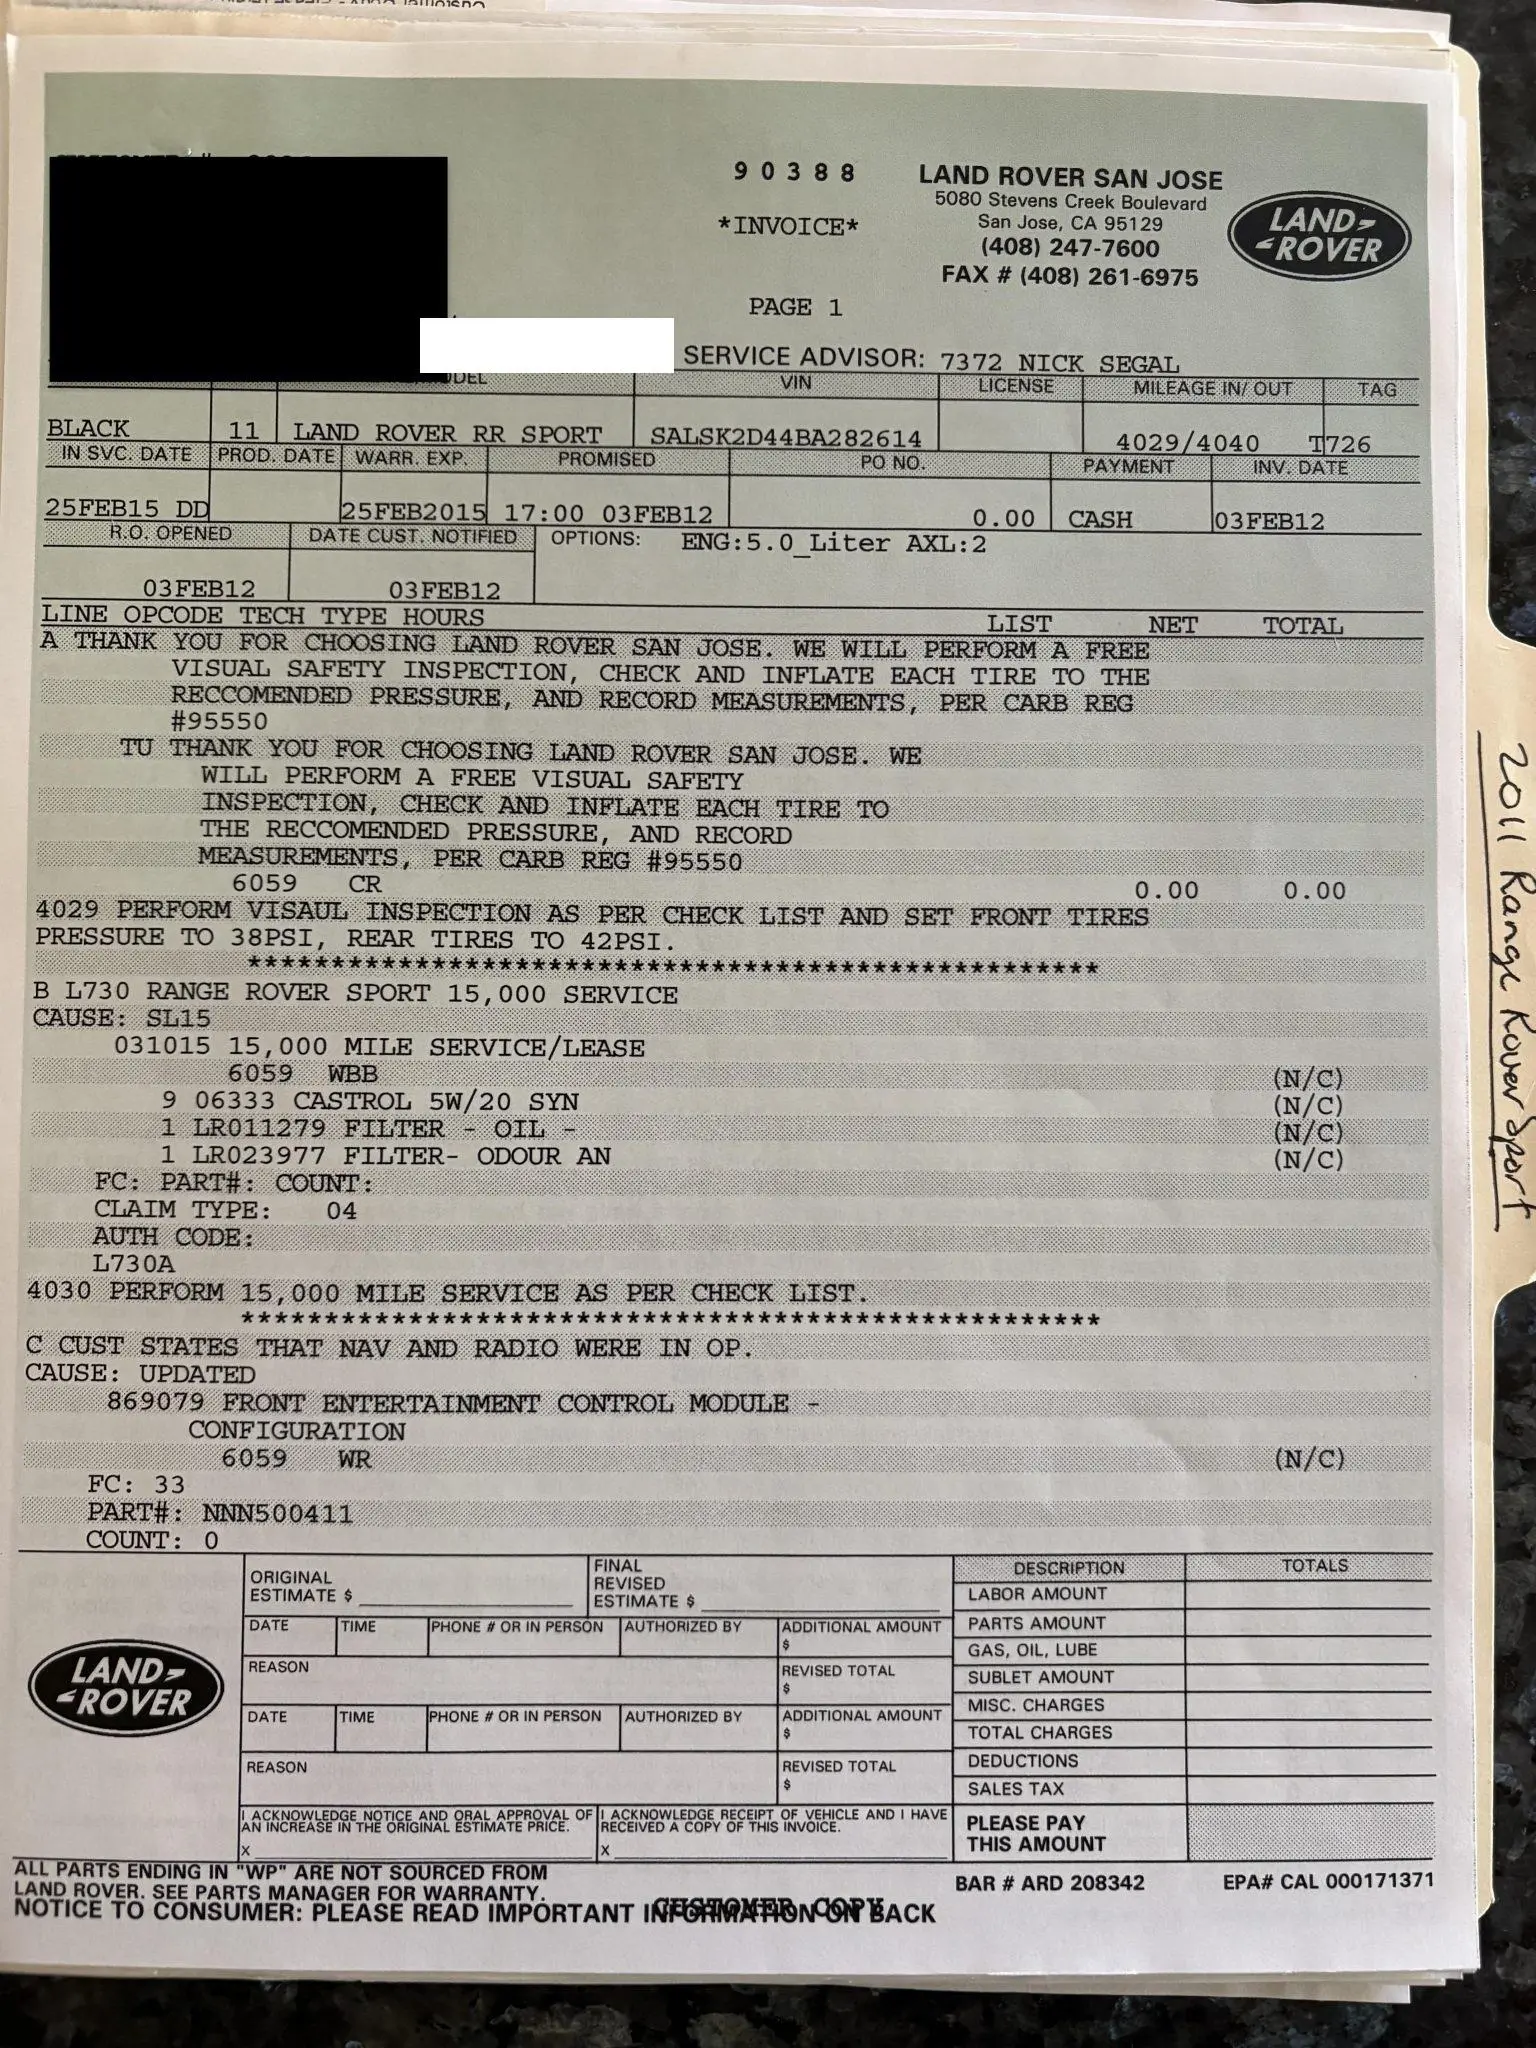 90388
*INVOICE*
PAGE 1
LAND ROVER SAN JOSE
5080 Stevens Creek Boulevard
San Jose, CA 95129
(408) 247-7600
FAX # (408) 261-6975
LAND ROVER
SERVICE ADVISOR: 7372 NICK SEGAL
VIN LICENSE MILEAGE IN/ OUT TAG
BLACK 11 LAND ROVER RR SPORT SALSK2D44BA282614 4029/4040 T726
IN SVC. DATE PROD. DATE WARR. EXP. PROMISED PO NO. PAYMENT INV. DATE
25FEB15 DD 25FEB2015 17:00 03FEB12 0.00 CASH 03FEB12
R.O. OPENED DATE CUST. NOTIFIED OPTIONS: ENG:5.0_Liter AXL:2
03FEB12 03FEB12
LINE OPCODE TECH TYPE HOURS LIST NET TOTAL
A THANK YOU FOR CHOOSING LAND ROVER SAN JOSE. WE WILL PERFORM A FREE
VISUAL SAFETY INSPECTION, CHECK AND INFLATE EACH TIRE TO THE
RECCOMENDED PRESSURE, AND RECORD MEASUREMENTS, PER CARB REG
#95550
TU THANK YOU FOR CHOOSING LAND ROVER SAN JOSE. WE
WILL PERFORM A FREE VISUAL SAFETY
INSPECTION, CHECK AND INFLATE EACH TIRE TO
THE RECCOMENDED PRESSURE, AND RECORD
MEASUREMENTS, PER CARB REG #95550
6059 CR 0.00 0.00
4029 PERFORM VISAUL INSPECTION AS PER CHECK LIST AND SET FRONT TIRES
PRESSURE TO 38PSI, REAR TIRES TO 42PSI.
****************************************************
B L730 RANGE ROVER SPORT 15,000 SERVICE
CAUSE: SL15
031015 15,000 MILE SERVICE/LEASE
6059 WBB (N/C)
9 06333 CASTROL 5W/20 SYN (N/C)
1 LR011279 FILTER - OIL - (N/C)
1 LR023977 FILTER- ODOUR AN (N/C)
FC: PART#: COUNT:
CLAIM TYPE: 04
AUTH CODE:
L730A
4030 PERFORM 15,000 MILE SERVICE AS PER CHECK LIST.
****************************************************
C CUST STATES THAT NAV AND RADIO WERE IN OP.
CAUSE: UPDATED
869079 FRONT ENTERTAINMENT CONTROL MODULE -
CONFIGURATION
6059 WR (N/C)
FC: 33
PART#: NNN500411
COUNT: 0
LAND ROVER
ORIGINAL ESTIMATE $
FINAL REVISED ESTIMATE $
DATE TIME PHONE # OR IN PERSON AUTHORIZED BY ADDITIONAL AMOUNT $
REASON REVISED TOTAL $
DATE TIME PHONE # OR IN PERSON AUTHORIZED BY ADDITIONAL AMOUNT $
REASON REVISED TOTAL $
I ACKNOWLEDGE NOTICE AND ORAL APPROVAL OF
AN INCREASE IN THE ORIGINAL ESTIMATE PRICE.
X
I ACKNOWLEDGE RECEIPT OF VEHICLE AND I HAVE
RECEIVED A COPY OF THIS INVOICE.
X
DESCRIPTION TOTALS
LABOR AMOUNT
PARTS AMOUNT
GAS, OIL, LUBE
SUBLET AMOUNT
MISC. CHARGES
TOTAL CHARGES
DEDUCTIONS
SALES TAX
PLEASE PAY
THIS AMOUNT
ALL PARTS ENDING IN "WP" ARE NOT SOURCED FROM
LAND ROVER. SEE PARTS MANAGER FOR WARRANTY.
NOTICE TO CONSUMER: PLEASE READ IMPORTANT INFORMATION ON BACK
CUSTOMER COPY
BAR # ARD 208342 EPA# CAL 000171371
2011 Range Rover Sport